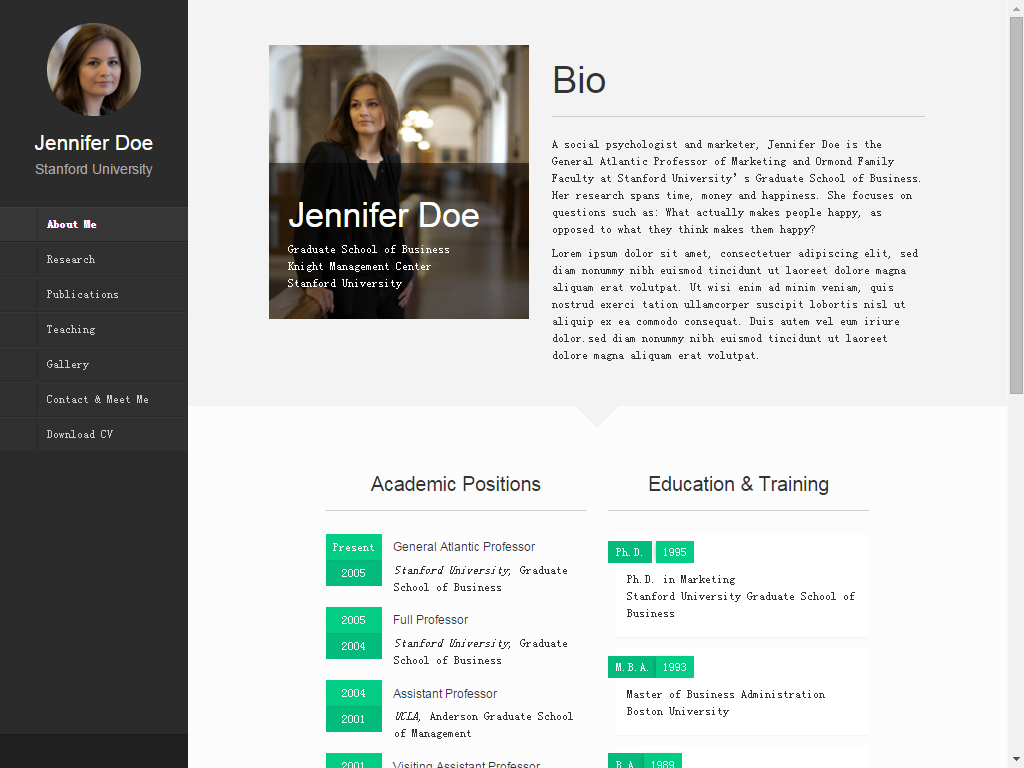 Jennifer Doe
Stanford University
About Me
Research
Publications
Teaching
Gallery
Contact & Meet Me
Download CV
Jennifer Doe
Graduate School of Business
Knight Management Center
Stanford University
Bio
A social psychologist and marketer, Jennifer Doe is the
General Atlantic Professor of Marketing and Ormond Family
Faculty at Stanford University’s Graduate School of Business.
Her research spans time, money and happiness. She focuses on
questions such as: What actually makes people happy, as
opposed to what they think makes them happy?
Lorem ipsum dolor sit amet, consectetuer adipiscing elit, sed
diam nonummy nibh euismod tincidunt ut laoreet dolore magna
aliquam erat volutpat. Ut wisi enim ad minim veniam, quis
nostrud exerci tation ullamcorper suscipit lobortis nisl ut
aliquip ex ea commodo consequat. Duis autem vel eum iriure
dolor.sed diam nonummy nibh euismod tincidunt ut laoreet
dolore magna aliquam erat volutpat.
Academic Positions
Present
2005
General Atlantic Professor
Stanford University, Graduate
School of Business
2005
2004
Full Professor
Stanford University, Graduate
School of Business
2004
2001
Assistant Professor
UCLA, Anderson Graduate School
of Management
2001
Visiting Assistant Professor
Education & Training
Ph.D. 1995
Ph.D. in Marketing
Stanford University Graduate School of
Business
M.B.A. 1993
Master of Business Administration
Boston University
B.A. 1989